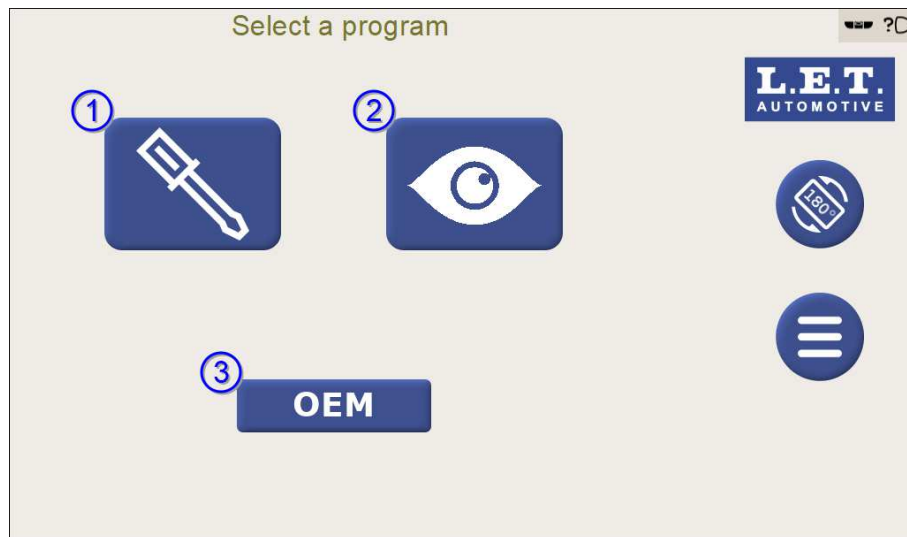 Select a program
?
L.E.T.
AUTOMOTIVE
1
2
180°
3
OEM